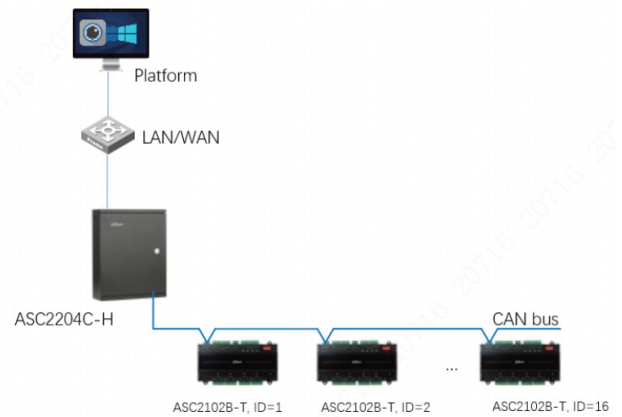 Platform
LAN/WAN
ASC2204C-H
CAN bus
...
ASC2102B-T, ID=1
ASC2102B-T, ID=2
ASC2102B-T, ID=16